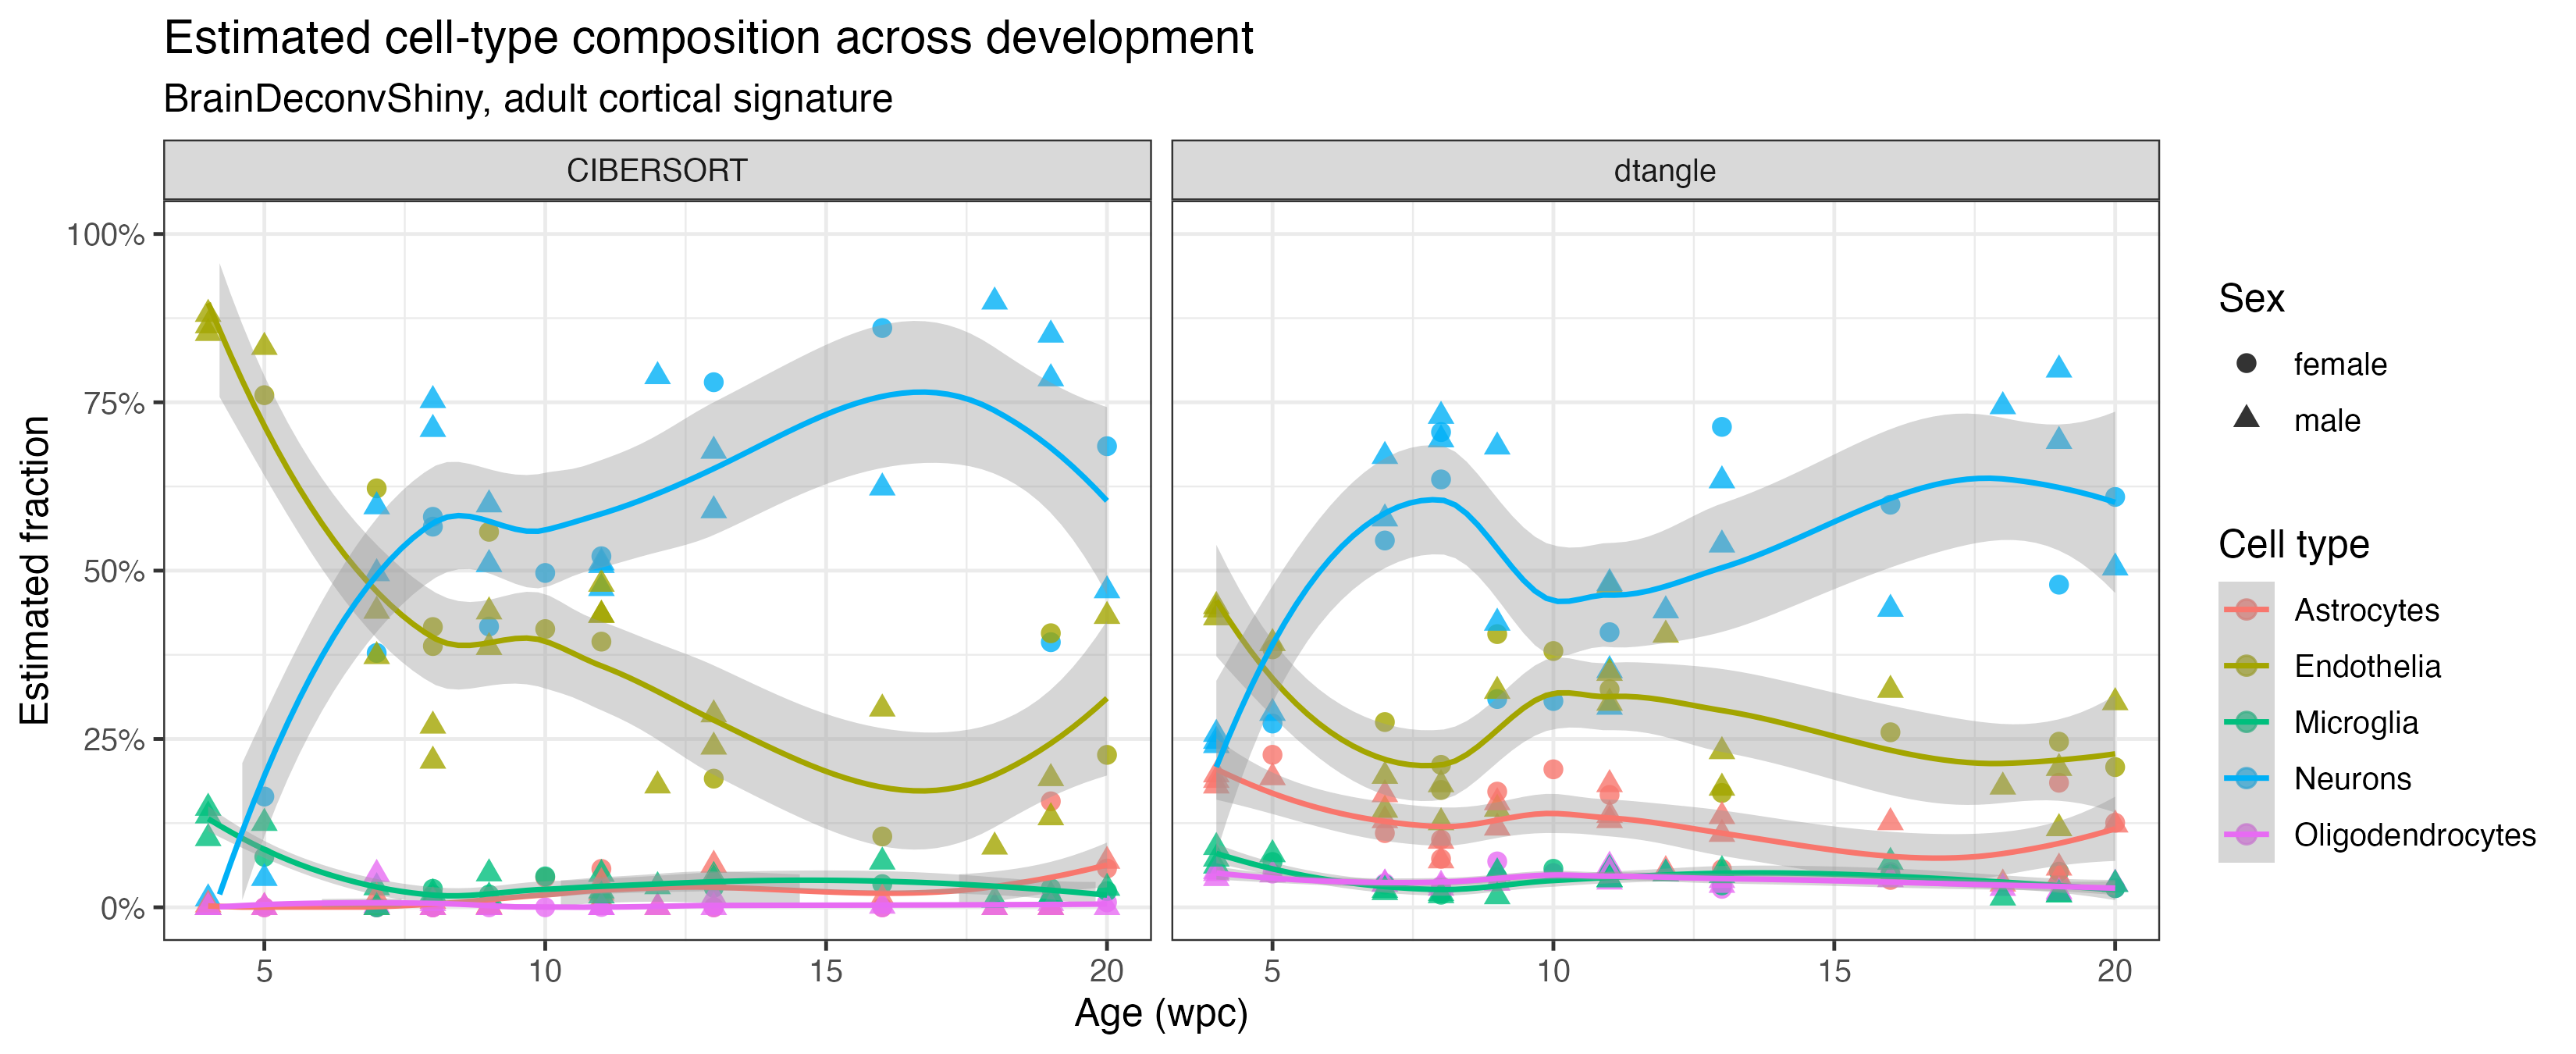 Estimated cell-type composition across development
BrainDeconvShiny, adult cortical signature
CIBERSORT
dtangle
Estimated fraction
100%
75%
50%
25%
0%
5
10
15
20
5
10
15
20
Age (wpc)
Sex
female
male
Cell type
Astrocytes
Endothelia
Microglia
Neurons
Oligodendrocytes